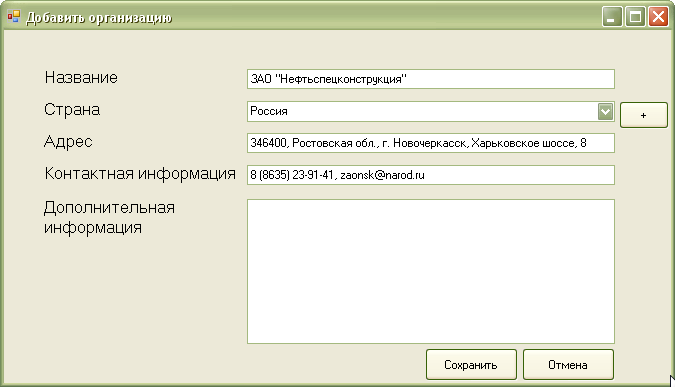 Добавить организацию
Название
ЗАО "Нефтьспецконструкция"
Страна
Россия
+
Адрес
346400, Ростовская обл., г. Новочеркасск, Харьковское шоссе, 8
Контактная информация
8 (8635) 23-91-41, zaonsk@narod.ru
Дополнительная
информация
Сохранить
Отмена